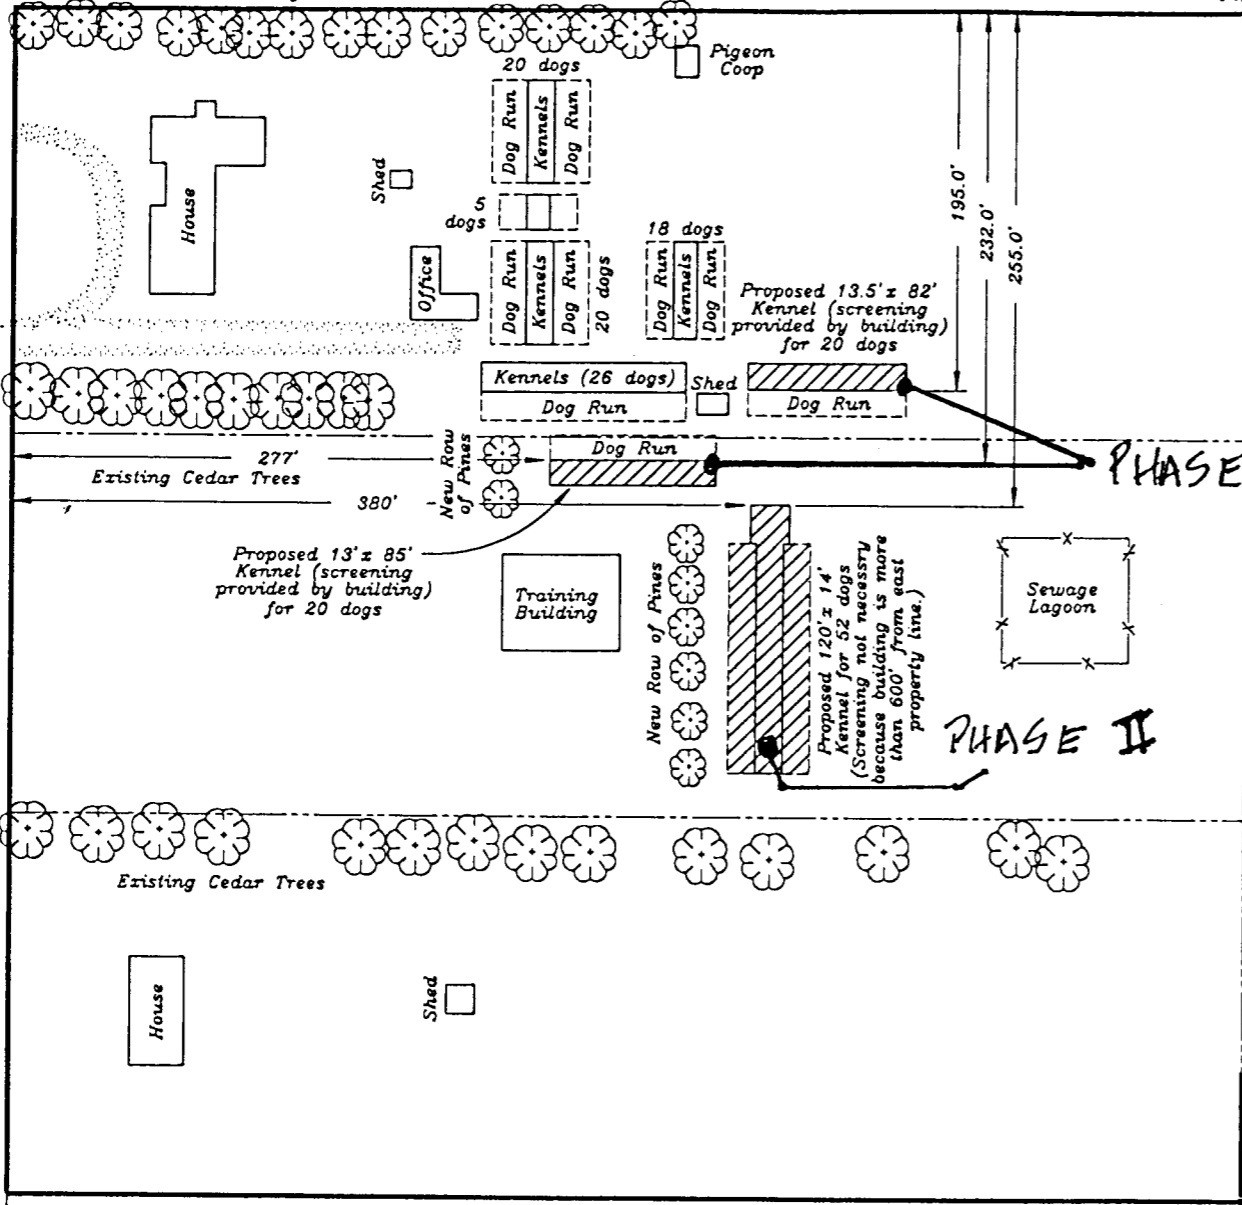 20 dogs
Pigeon
Coop
Dog Run
Kennels
Dog Run
House
Shed
5
dogs
195.0'
232.0'
255.0'
Office
Dog Run
Kennels
Dog Run
20 dogs
18 dogs
Dog Run
Kennels
Dog Run
Proposed 13.5' x 82'
Kennel (screening
provided by building)
for 20 dogs
Kennels (26 dogs)
Dog Run
Shed
Dog Run
277'
Existing Cedar Trees
New Row
of Pines
Dog Run
PHASE
380'
Proposed 13' x 85'
Kennel (screening
provided by building)
for 20 dogs
Training
Building
New Row of Pines
Proposed 120' x 14'
Kennel for 52 dogs
(Screening not necessry
because building is more
than 600' from east
property line.)
Sewage
Lagoon
PHASE II
Existing Cedar Trees
House
Shed